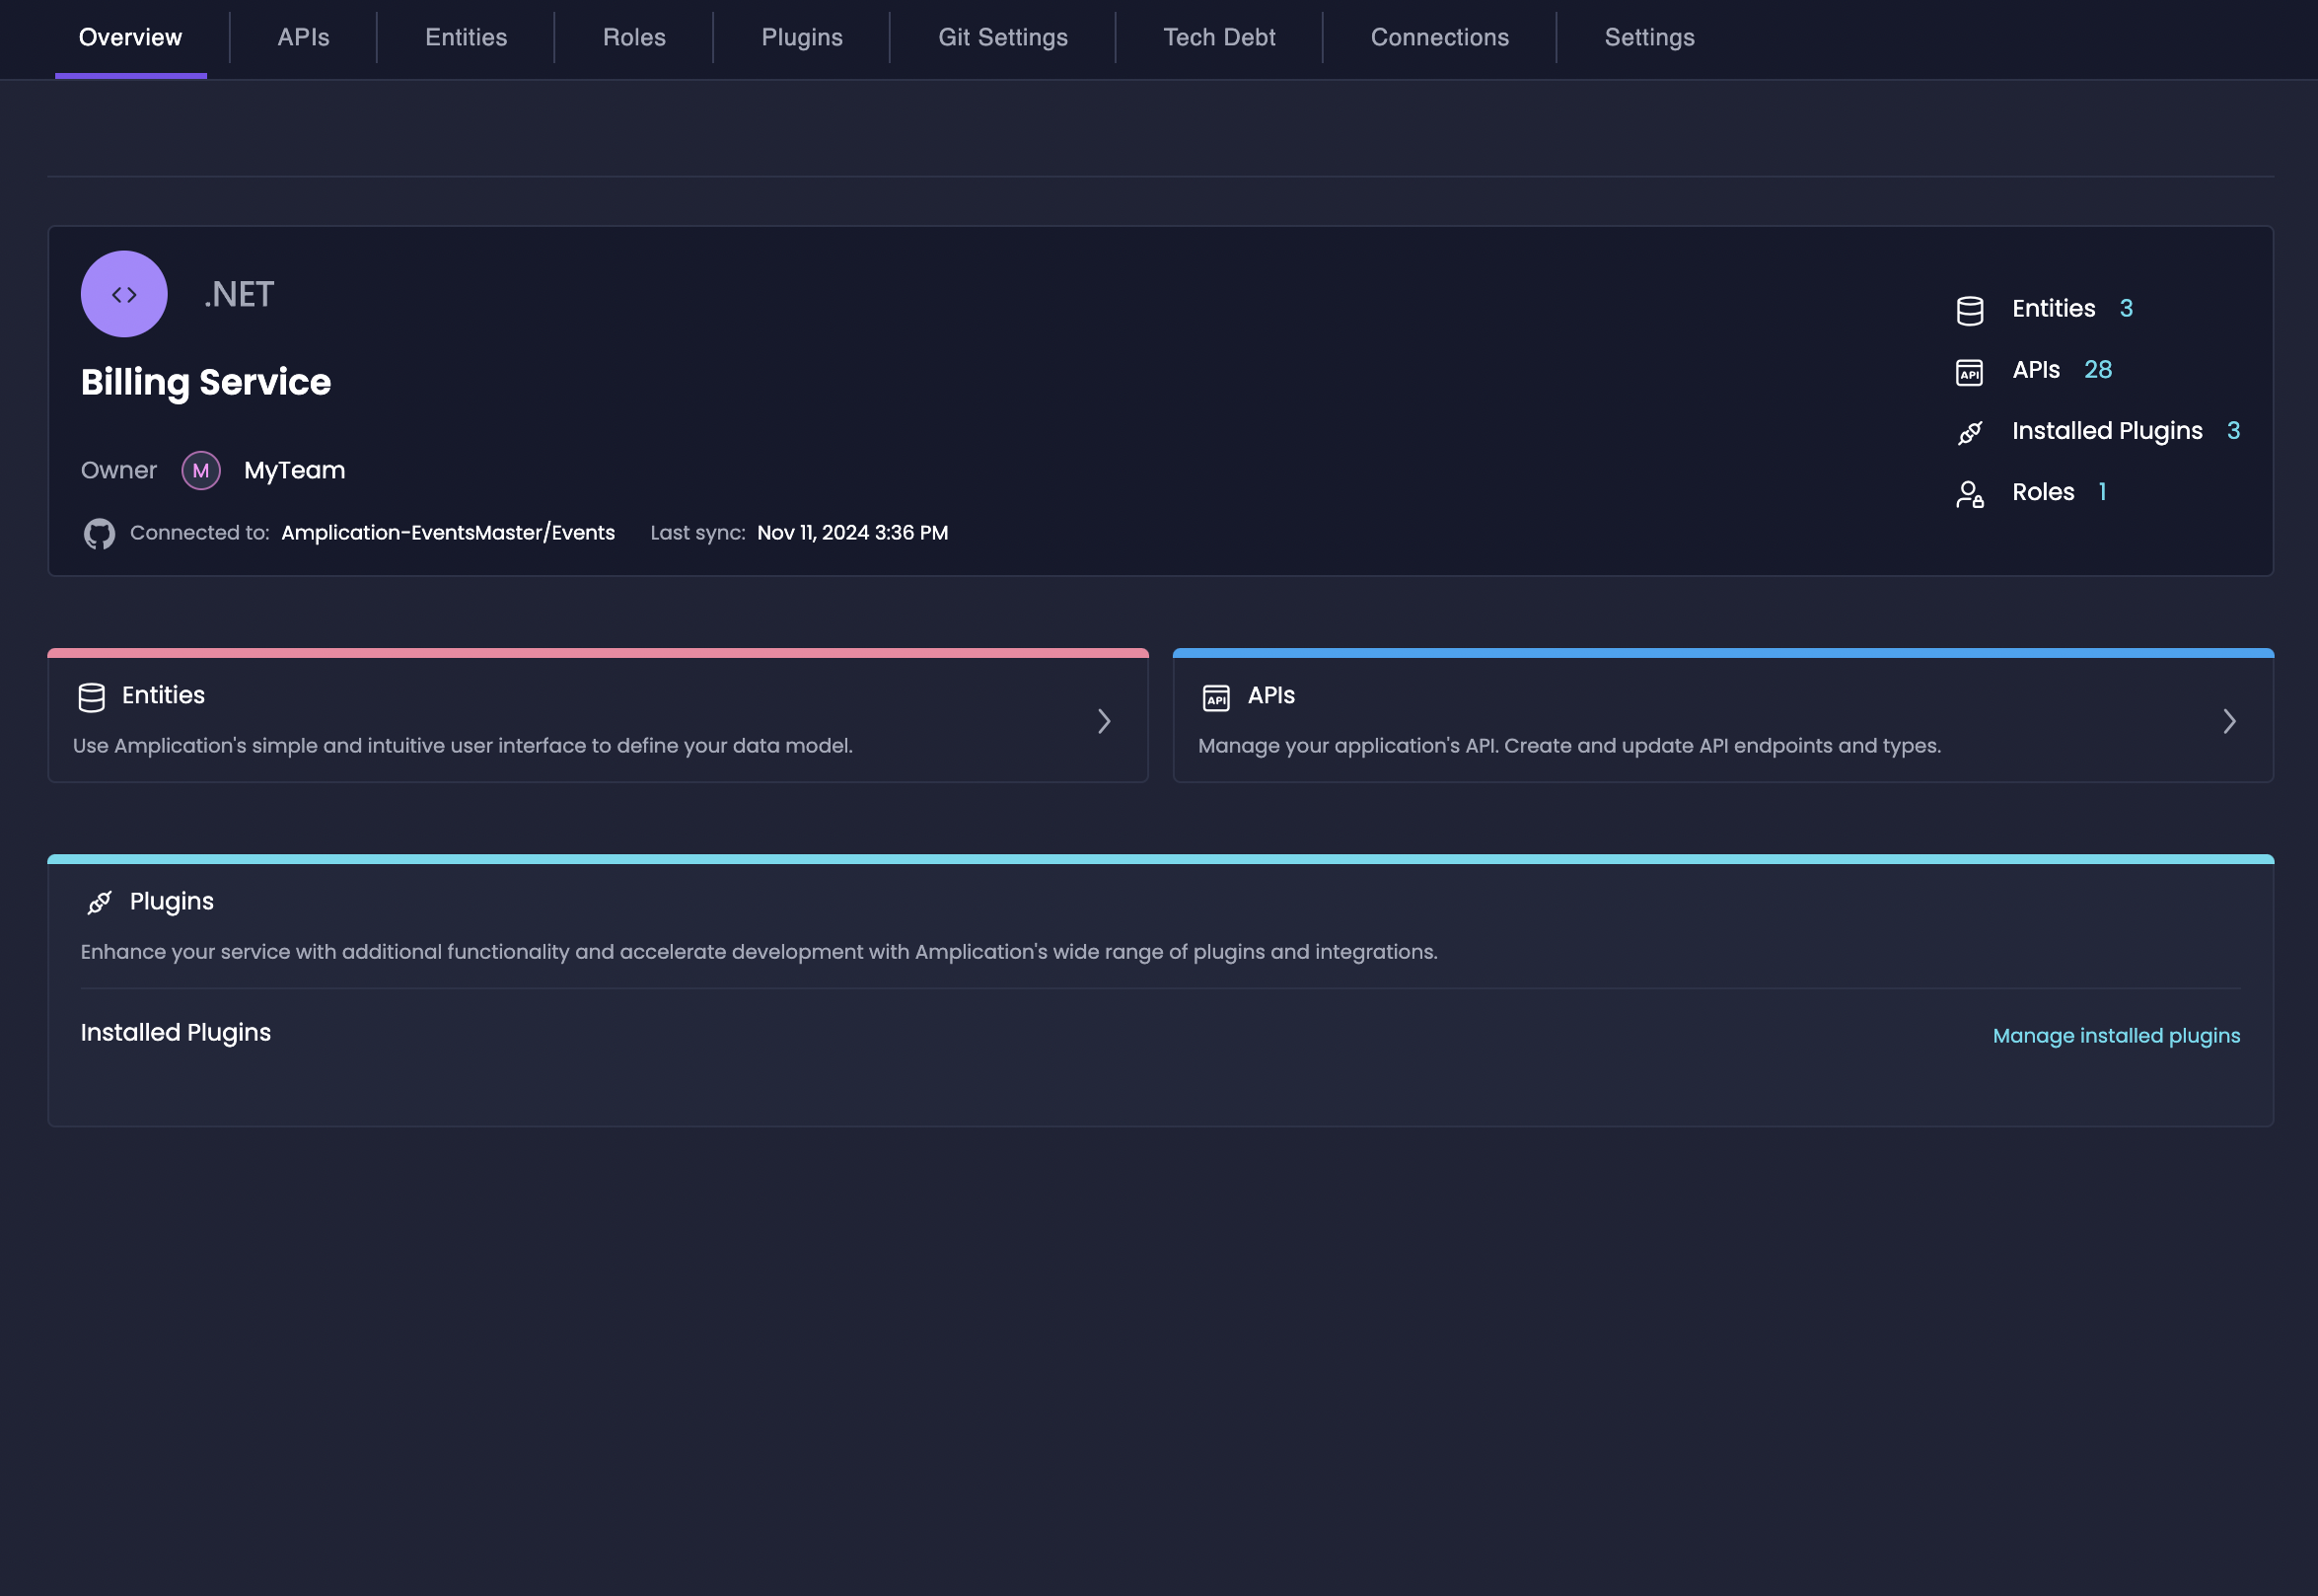 Overview APIs Entities Roles Plugins Git Settings Tech Debt Connections Settings
.NET
Billing Service
Owner M MyTeam
Connected to: Amplication-EventsMaster/Events Last sync: Nov 11, 2024 3:36 PM
Entities 3
API APIs 28
Installed Plugins 3
Roles 1
Entities
Use Amplication's simple and intuitive user interface to define your data model.
API APIs
Manage your application's API. Create and update API endpoints and types.
Plugins
Enhance your service with additional functionality and accelerate development with Amplication's wide range of plugins and integrations.
Installed Plugins
Manage installed plugins